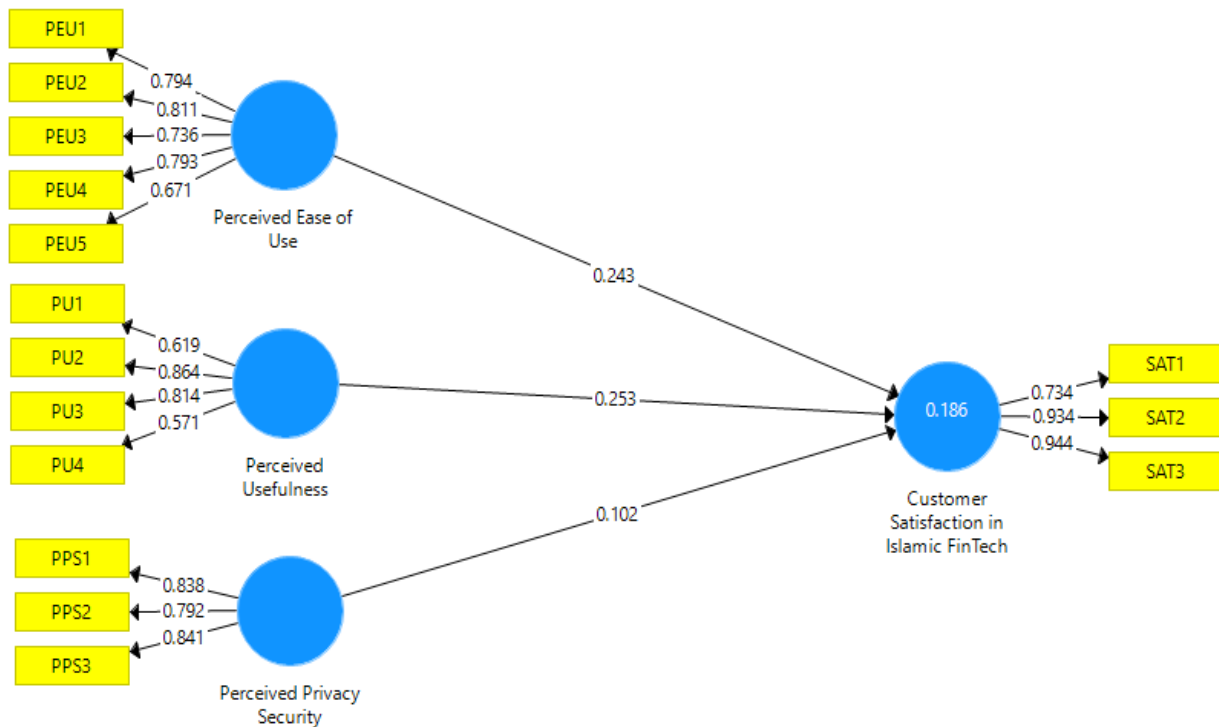 PEU1
PEU2
PEU3
PEU4
PEU5
0.794
0.811
0.736
0.793
0.671
Perceived Ease of
Use
0.243
PU1
PU2
PU3
PU4
0.619
0.864
0.814
0.571
Perceived
Usefulness
0.253
PPS1
PPS2
PPS3
0.838
0.792
0.841
Perceived Privacy
Security
0.102
0.186
Customer
Satisfaction in
Islamic FinTech
0.734
0.934
0.944
SAT1
SAT2
SAT3